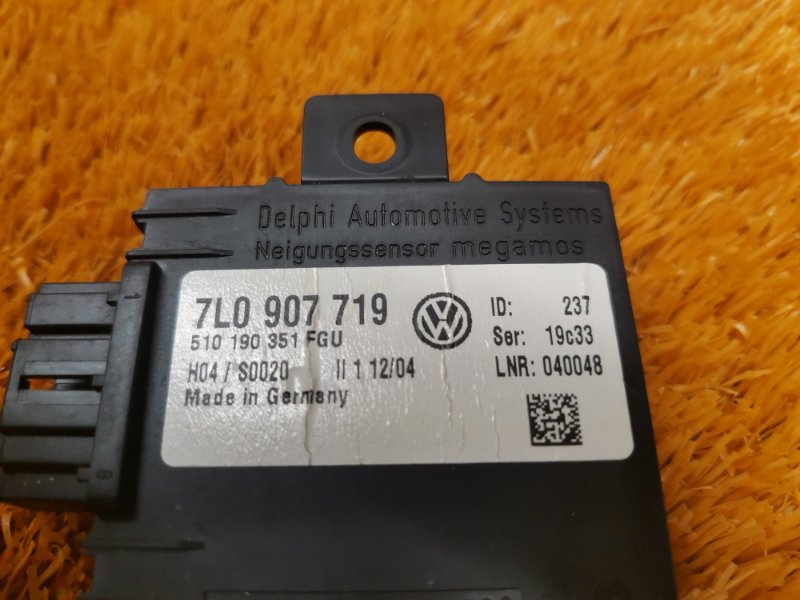 Delphi Automotive Systems
Neigungssensor megamos
7L0 907 719
510 190 351 FGU
H04 / S0020 II 1 12/04
Made in Germany
ID: 237
Ser: 19c33
LNR: 040048